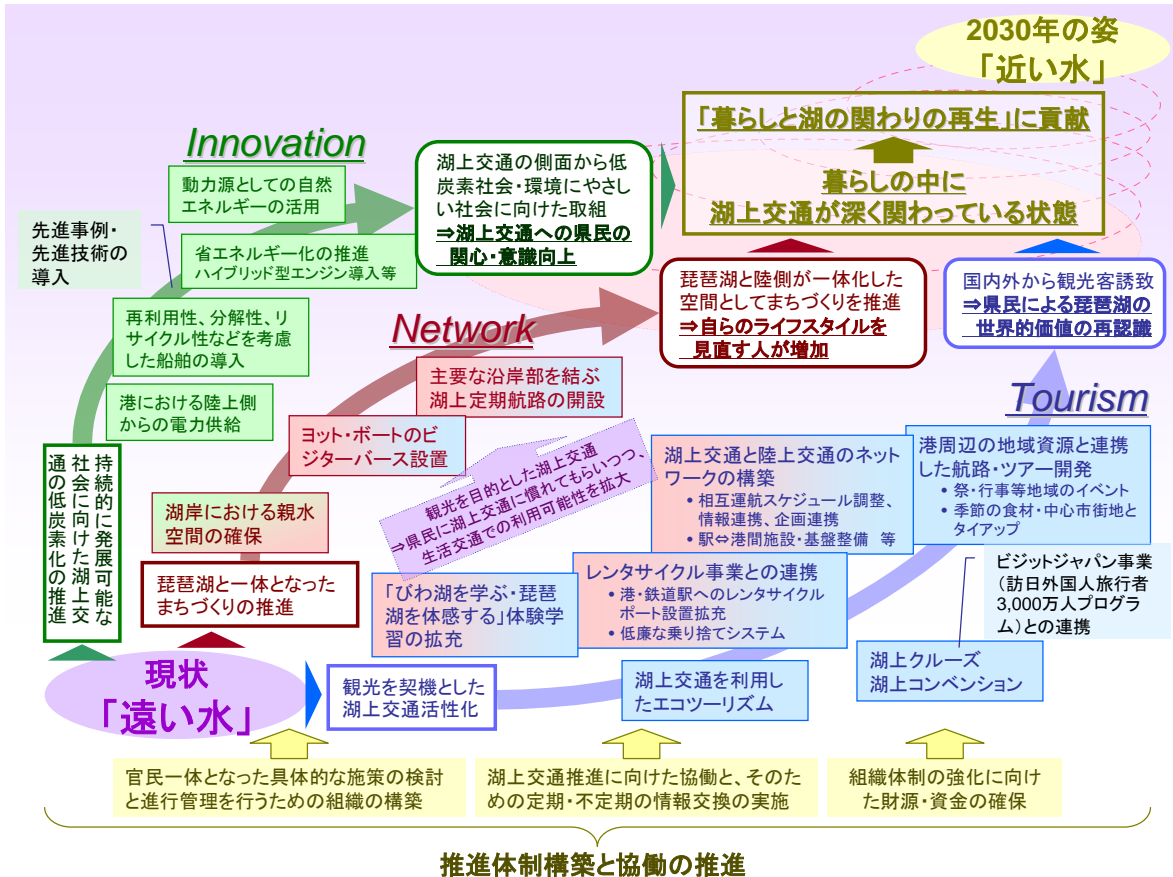 2030年の姿
「近い水」
「暮らしと湖の関わりの再生」に貢献
暮らしの中に
湖上交通が深く関わっている状態
Innovation
動力源としての自然
エネルギーの活用
先進事例・
先進技術の
導入
省エネルギー化の推進
ハイブリッド型エンジン導入等
再利用性、分解性、リ
サイクル性などを考慮
した船舶の導入
港における陸上側
からの電力供給
持続的に発展可能な
社会に向けた湖上交
通の低炭素化の推進
湖上交通の側面から低
炭素社会・環境にやさし
い社会に向けた取組
⇒湖上交通への県民の
関心・意識向上
Network
主要な沿岸部を結ぶ
湖上定期航路の開設
ヨット・ボートのビ
ジターバース設置
湖岸における親水
空間の確保
琵琶湖と一体となった
まちづくりの推進
琵琶湖と陸側が一体化した
空間としてまちづくりを推進
⇒自らのライフスタイルを
見直す人が増加
国内外から観光客誘致
⇒県民による琵琶湖の
世界的価値の再認識
Tourism
観光を目的とした湖上交通
⇒県民に湖上交通に慣れてもらいつつ、
生活交通での利用可能性を拡大
湖上交通と陸上交通のネット
ワークの構築
• 相互運航スケジュール調整、
情報連携、企画連携
• 駅⇔港間施設・基盤整備 等
港周辺の地域資源と連携
した航路・ツアー開発
• 祭・行事等地域のイベント
• 季節の食材・中心市街地と
タイアップ
「びわ湖を学ぶ・琵琶
湖を体感する」体験学
習の拡充
レンタサイクル事業との連携
• 港・鉄道駅へのレンタサイクル
ポート設置拡充
• 低廉な乗り捨てシステム
ビジットジャパン事業
(訪日外国人旅行者
3,000万人プログラ
ム)との連携
現状
「遠い水」
観光を契機とした
湖上交通活性化
湖上交通を利用し
たエコツーリズム
湖上クルーズ
湖上コンベンション
官民一体となった具体的な施策の検討
と進行管理を行うための組織の構築
湖上交通推進に向けた協働と、そのた
めの定期・不定期の情報交換の実施
組織体制の強化に向け
た財源・資金の確保
推進体制構築と協働の推進